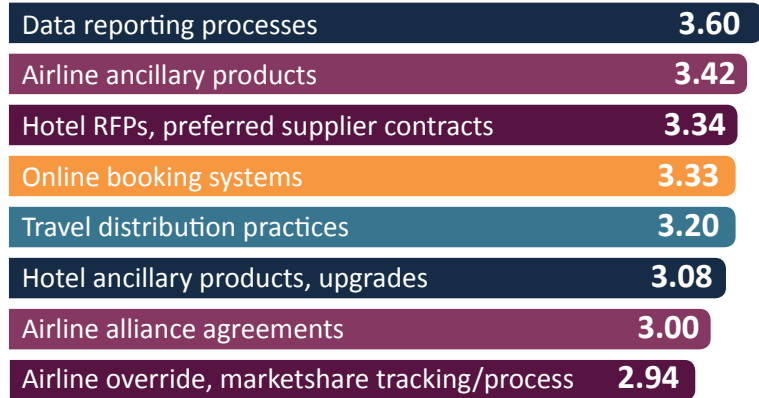 Data reporting processes 3.60
Airline ancillary products 3.42
Hotel RFPs, preferred supplier contracts 3.34
Online booking systems 3.33
Travel distribution practices 3.20
Hotel ancillary products, upgrades 3.08
Airline alliance agreements 3.00
Airline override, marketshare tracking/process 2.94